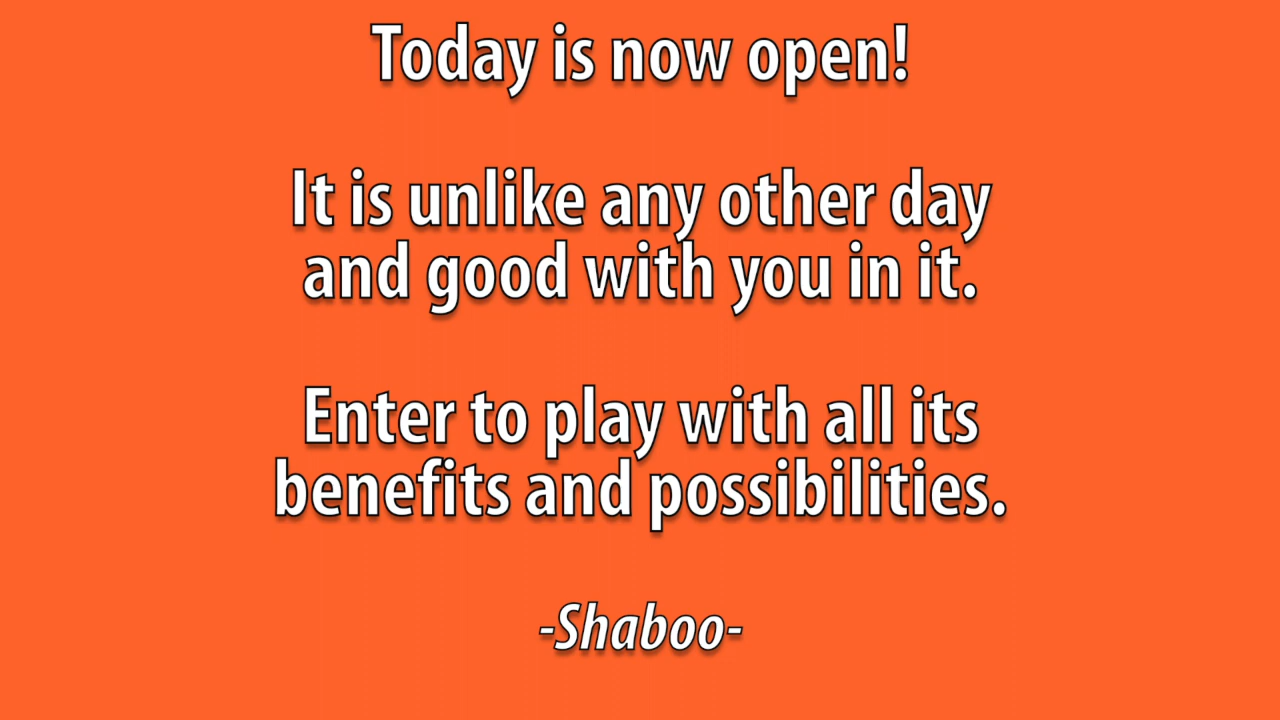 Today is now open!
It is unlike any other day
and good with you in it.
Enter to play with all its
benefits and possibilities.
-Shaboo-